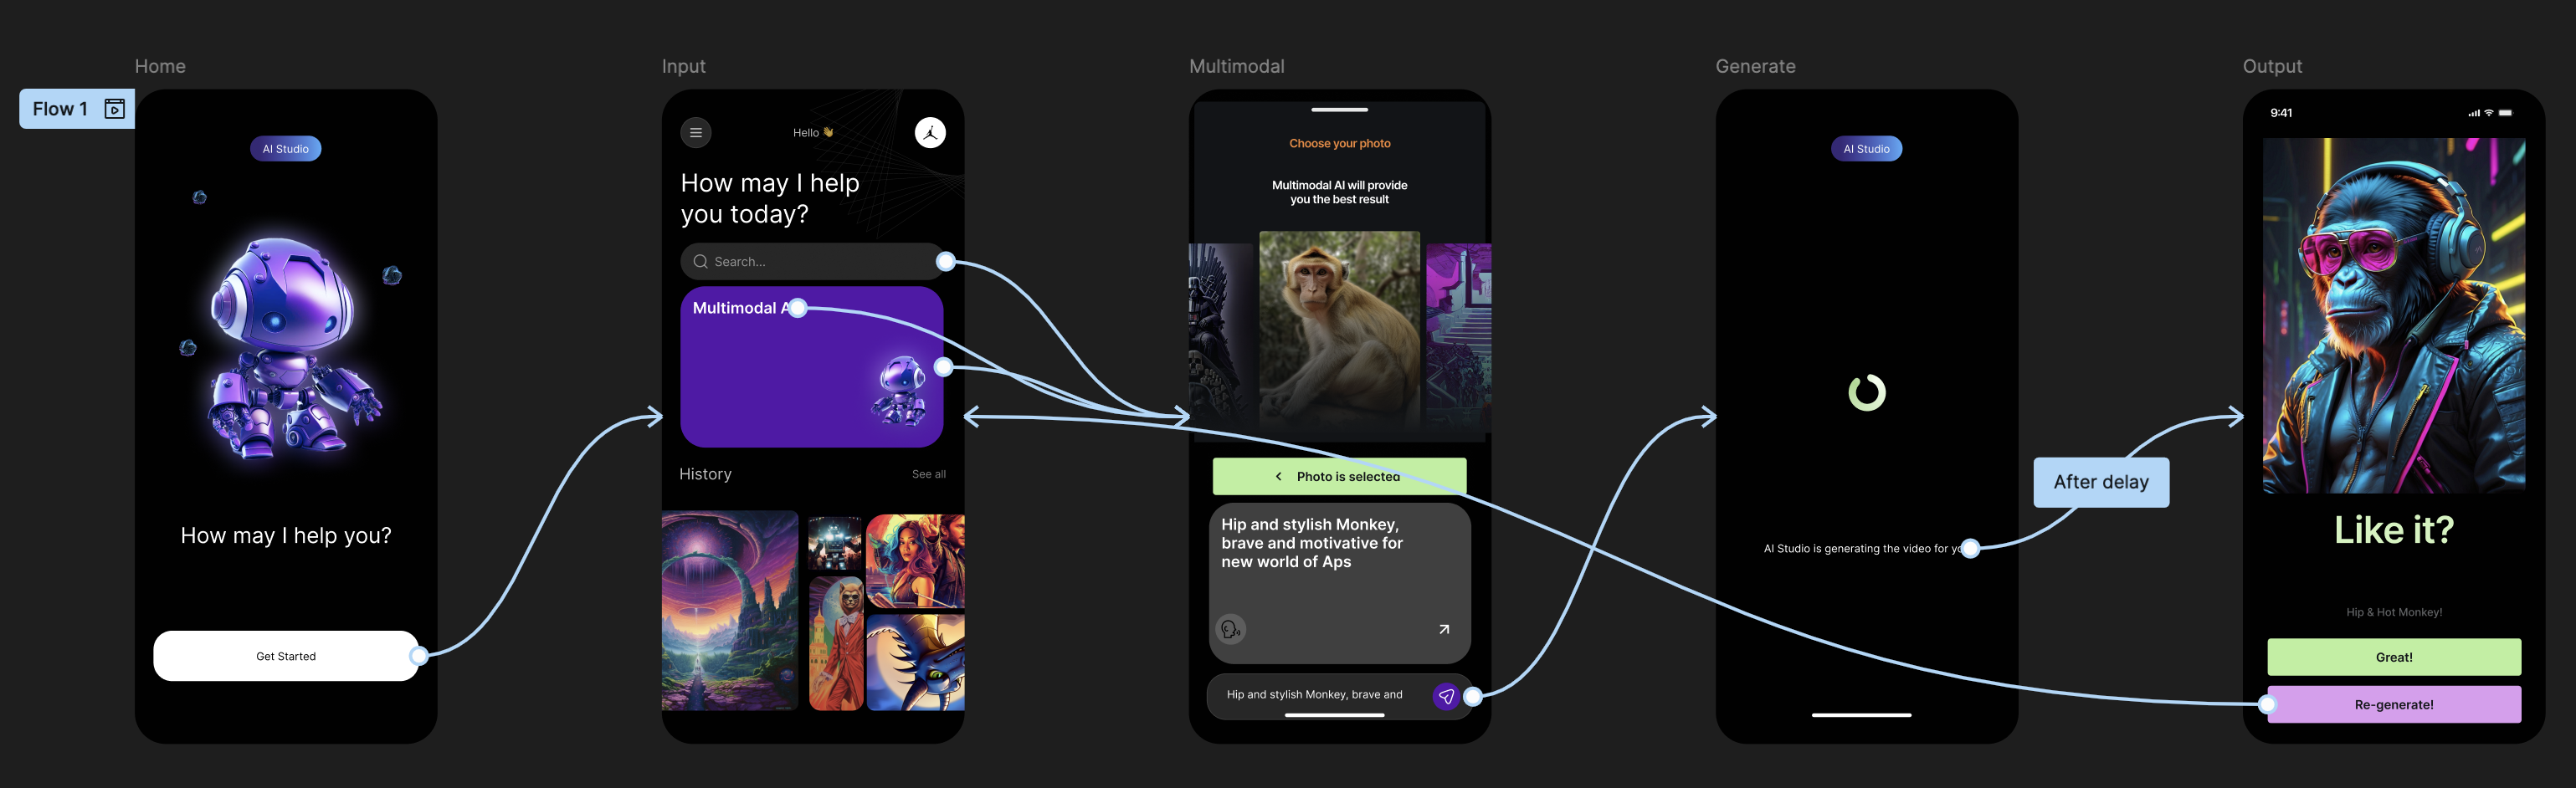 Home
Flow 1
AI Studio
How may I help you?
Get Started
Input
Hello 👋
How may I help
you today?
Search...
Multimodal A
History
See all
Multimodal
Choose your photo
Multimodal AI will provide
you the best result
Photo is selected
Hip and stylish Monkey,
brave and motivative for
new world of Aps
Hip and stylish Monkey, brave and
Generate
AI Studio
AI Studio is generating the video for yo
After delay
Output
9:41
Like it?
Hip & Hot Monkey!
Great!
Re-generate!